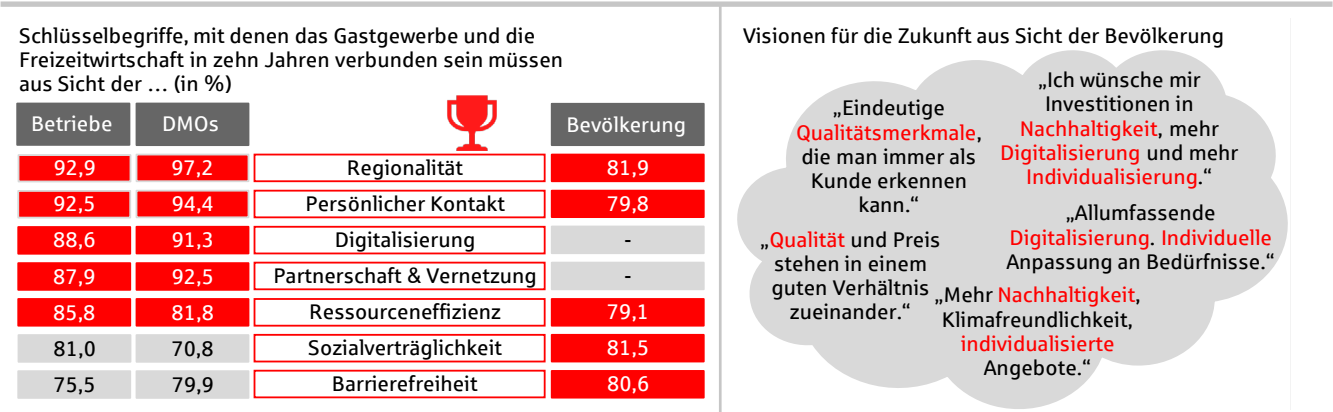 Schlüsselbegriffe, mit denen das Gastgewerbe und die
Freizeitwirtschaft in zehn Jahren verbunden sein müssen
aus Sicht der … (in %)
Betriebe DMOs Bevölkerung
92,9 97,2 Regionalität 81,9
92,5 94,4 Persönlicher Kontakt 79,8
88,6 91,3 Digitalisierung -
87,9 92,5 Partnerschaft & Vernetzung -
85,8 81,8 Ressourceneffizienz 79,1
81,0 70,8 Sozialverträglichkeit 81,5
75,5 79,9 Barrierefreiheit 80,6
Visionen für die Zukunft aus Sicht der Bevölkerung
„Eindeutige
Qualitätsmerkmale,
die man immer als
Kunde erkennen
kann.“
„Ich wünsche mir
Investitionen in
Nachhaltigkeit, mehr
Digitalisierung und mehr
Individualisierung.“
„Qualität und Preis
stehen in einem
guten Verhältnis
zueinander.“
„Allumfassende
Digitalisierung. Individuelle
Anpassung an Bedürfnisse.“
„Mehr Nachhaltigkeit,
Klimafreundlichkeit,
individualisierte
Angebote.“